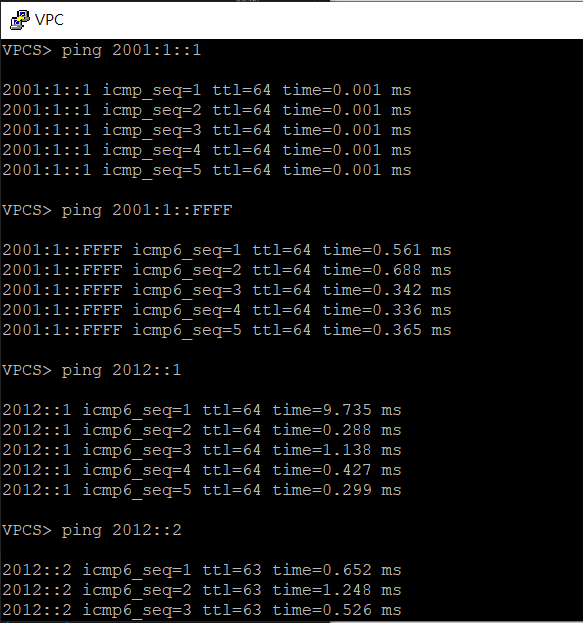 VPC
VPCS> ping 2001:1::1
2001:1::1 icmp_seq=1 ttl=64 time=0.001 ms
2001:1::1 icmp_seq=2 ttl=64 time=0.001 ms
2001:1::1 icmp_seq=3 ttl=64 time=0.001 ms
2001:1::1 icmp_seq=4 ttl=64 time=0.001 ms
2001:1::1 icmp_seq=5 ttl=64 time=0.001 ms
VPCS> ping 2001:1::FFFF
2001:1::FFFF icmp6_seq=1 ttl=64 time=0.561 ms
2001:1::FFFF icmp6_seq=2 ttl=64 time=0.688 ms
2001:1::FFFF icmp6_seq=3 ttl=64 time=0.342 ms
2001:1::FFFF icmp6_seq=4 ttl=64 time=0.336 ms
2001:1::FFFF icmp6_seq=5 ttl=64 time=0.365 ms
VPCS> ping 2012::1
2012::1 icmp6_seq=1 ttl=64 time=9.735 ms
2012::1 icmp6_seq=2 ttl=64 time=0.288 ms
2012::1 icmp6_seq=3 ttl=64 time=1.138 ms
2012::1 icmp6_seq=4 ttl=64 time=0.427 ms
2012::1 icmp6_seq=5 ttl=64 time=0.299 ms
VPCS> ping 2012::2
2012::2 icmp6_seq=1 ttl=63 time=0.652 ms
2012::2 icmp6_seq=2 ttl=63 time=1.248 ms
2012::2 icmp6_seq=3 ttl=63 time=0.526 ms